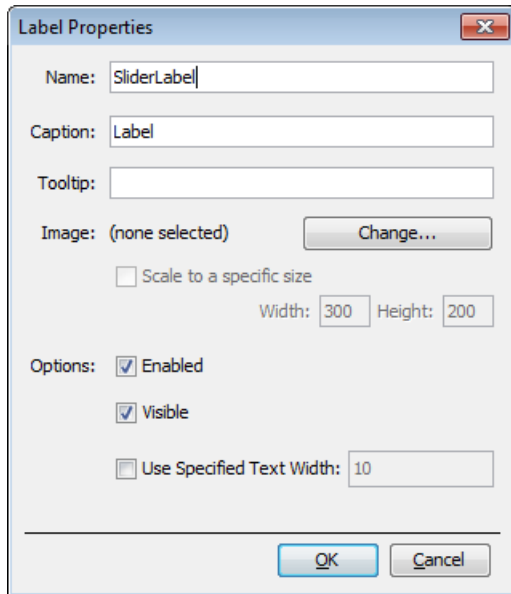 Label Properties
Name: SliderLabel
Caption: Label
Tooltip:
Image: (none selected) Change...
Scale to a specific size
Width: 300 Height: 200
Options: Enabled
Visible
Use Specified Text Width: 10
OK Cancel